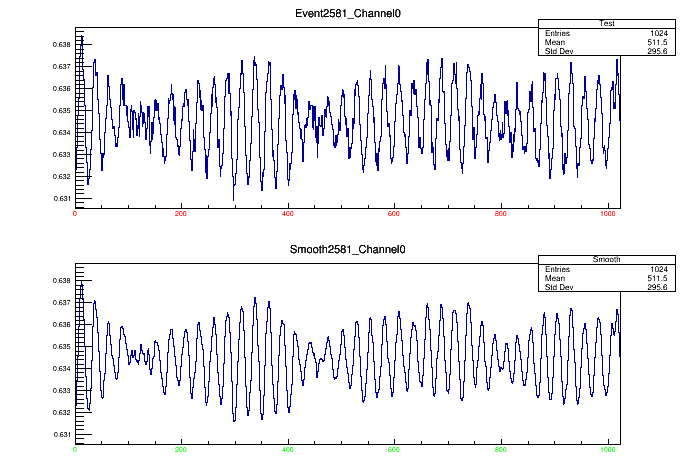 Event2581_Channel0
Test
Entries 1024
Mean 511.5
Std Dev 295.6
0.638
0.637
0.636
0.635
0.634
0.633
0.632
0.631
0 200 400 600 800 1000
Smooth2581_Channel0
Smooth
Entries 1024
Mean 511.5
Std Dev 295.6
0.638
0.637
0.636
0.635
0.634
0.633
0.632
0.631
0 200 400 600 800 1000